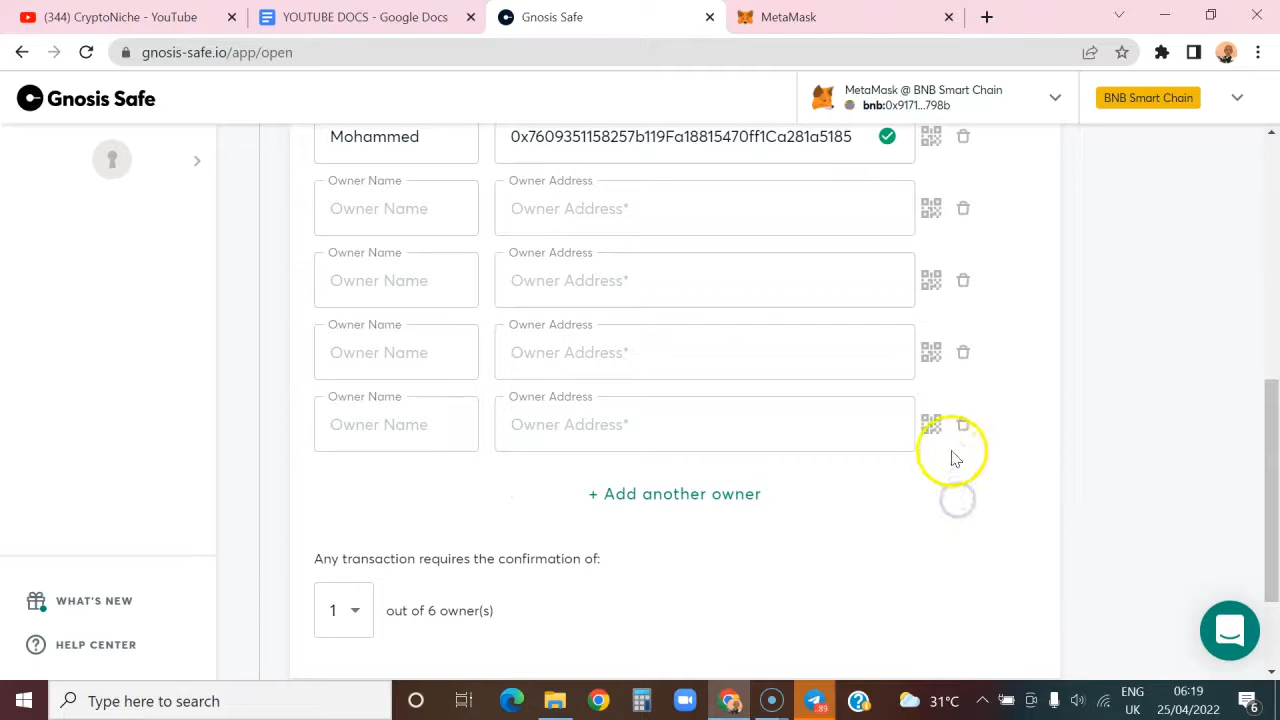 (344) CryptoNiche - YouTube
YOUTUBE DOCS - Google Docs
Gnosis Safe
MetaMask
gnosis-safe.io/app/open
Gnosis Safe
MetaMask @ BNB Smart Chain
bnb:0x9171...798b
BNB Smart Chain
Mohammed
0x7609351158257b119Fa18815470ff1Ca281a5185
Owner Name
Owner Address
Owner Name
Owner Address*
Owner Name
Owner Address
Owner Name
Owner Address*
Owner Name
Owner Address
Owner Name
Owner Address*
Owner Name
Owner Address
Owner Name
Owner Address*
+ Add another owner
Any transaction requires the confirmation of:
1
out of 6 owner(s)
WHAT'S NEW
HELP CENTER
Type here to search
89
31°C
ENG
UK
06:19
25/04/2022
6